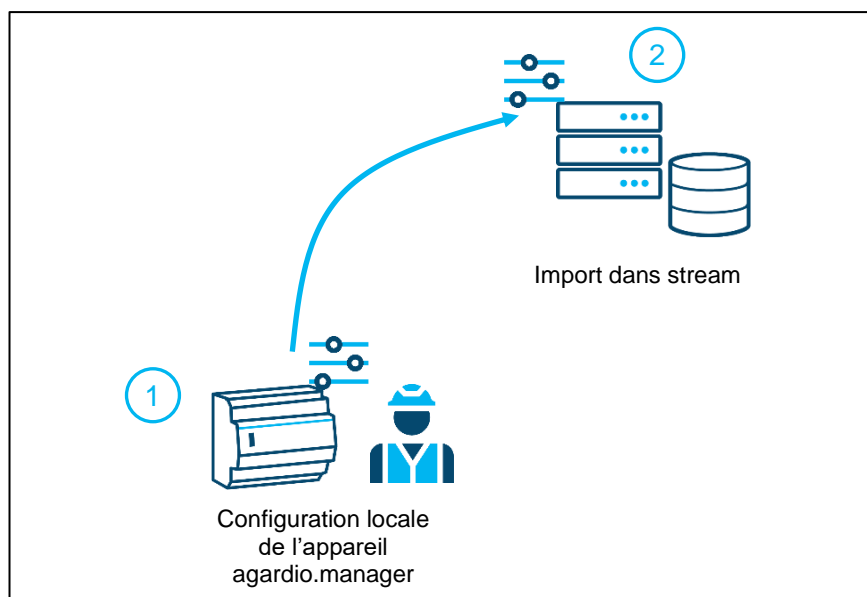 2
Import dans stream
1
Configuration locale
de l’appareil
agardio.manager